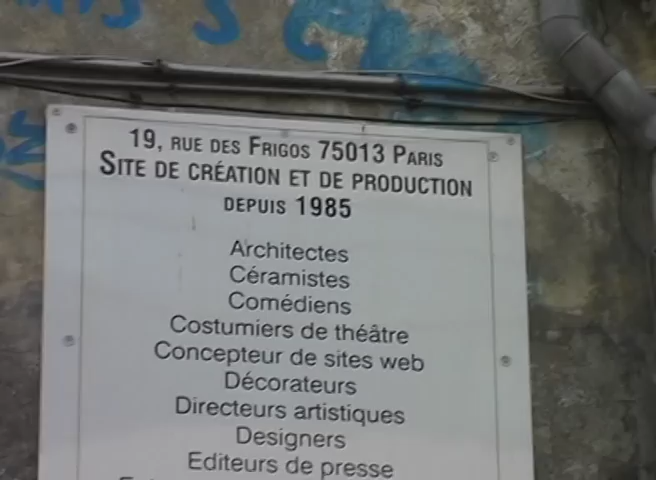 19, RUE DES FRIGOS 75013 PARIS
SITE DE CRÉATION ET DE PRODUCTION
DEPUIS 1985
Architectes
Céramistes
Comédiens
Costumiers de théâtre
Concepteur de sites web
Décorateurs
Directeurs artistiques
Designers
Editeurs de presse